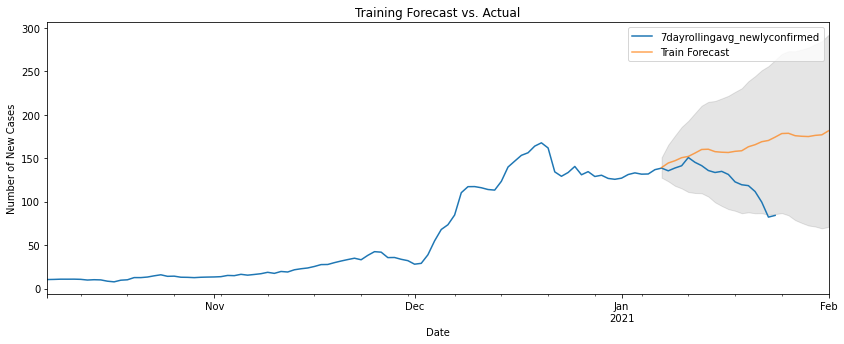 Training Forecast vs. Actual
300
250
200
150
100
50
0
Number of New Cases
7dayrollingavg_newlyconfirmed
Train Forecast
Nov
Dec
Jan
2021
Feb
Date